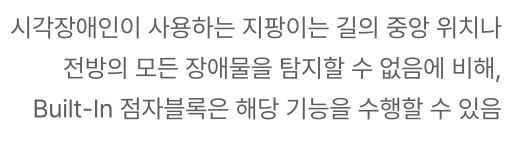 시각장애인이 사용하는 지팡이는 길의 중앙 위치나
전방의 모든 장애물을 탐지할 수 없음에 비해,
Built-In 점자블록은 해당 기능을 수행할 수 있음